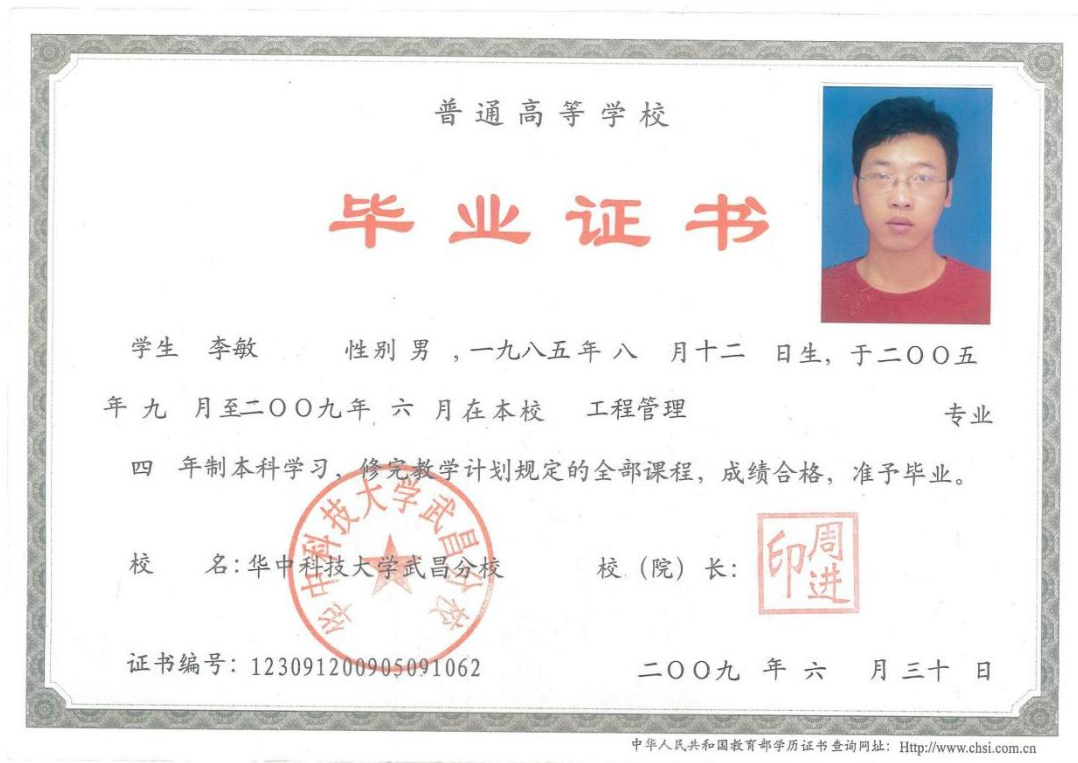 普通高等学校
毕业证书
学生 李敏 性别 男 ,一九八五年 八 月十二 日生, 于二〇〇五
年 九 月至二〇〇九年 六 月在本校 工程管理 专业
四 年制本科学习, 修完教学计划规定的全部课程, 成绩合格, 准予毕业。
华中科技大学武昌分校
校 名: 华中科技大学武昌分校 校 (院) 长: 周进印
证书编号: 123091200905091062 二〇〇九 年 六 月 三十 日
中华人民共和国教育部学历证书查询网址: Http://www.chsi.com.cn